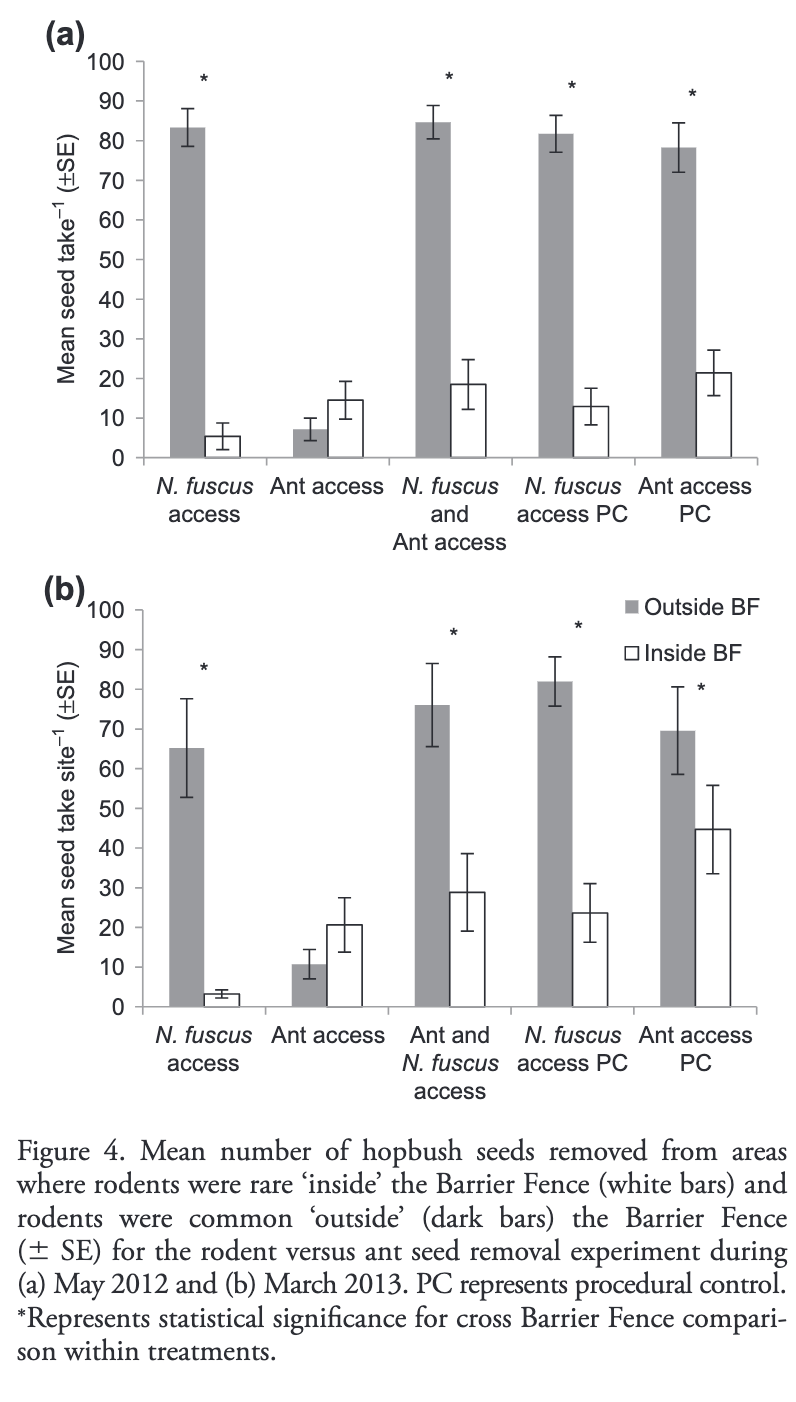 (a)
100
90
80
70
60
50
40
30
20
10
0
Mean seed take⁻¹ (±SE)
*
*
*
*
N. fuscus
access
Ant access
N. fuscus
and
Ant access
N. fuscus
access PC
Ant access
PC
(b)
100
90
80
70
60
50
40
30
20
10
0
Mean seed take site⁻¹ (±SE)
Outside BF
Inside BF
*
*
*
*
N. fuscus
access
Ant access
Ant and
N. fuscus
access
N. fuscus
access PC
Ant access
PC
Figure 4. Mean number of hopbush seeds removed from areas
where rodents were rare ‘inside’ the Barrier Fence (white bars) and
rodents were common ‘outside’ (dark bars) the Barrier Fence
(± SE) for the rodent versus ant seed removal experiment during
(a) May 2012 and (b) March 2013. PC represents procedural control.
*Represents statistical significance for cross Barrier Fence compari-
son within treatments.